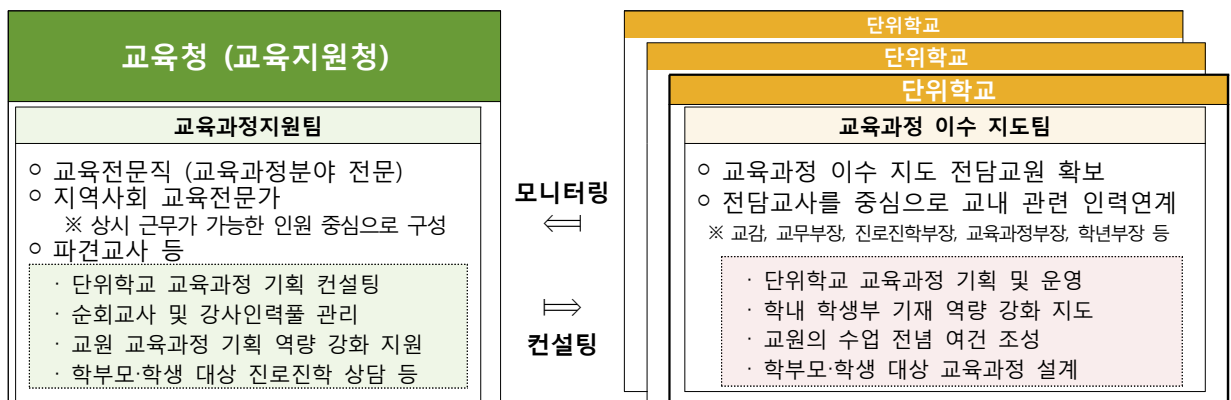 교육청 (교육지원청)
교육과정지원팀
○ 교육전문직 (교육과정분야 전문)
○ 지역사회 교육전문가
※ 상시 근무가 가능한 인원 중심으로 구성
○ 파견교사 등
· 단위학교 교육과정 기획 컨설팅
· 순회교사 및 강사인력풀 관리
· 교원 교육과정 기획 역량 강화 지원
· 학부모·학생 대상 진로진학 상담 등
모니터링
⇐
⇒
컨설팅
단위학교
단위학교
단위학교
교육과정 이수 지도팀
○ 교육과정 이수 지도 전담교원 확보
○ 전담교사를 중심으로 교내 관련 인력연계
※ 교감, 교무부장, 진로진학부장, 교육과정부장, 학년부장 등
· 단위학교 교육과정 기획 및 운영
· 학내 학생부 기재 역량 강화 지도
· 교원의 수업 전념 여건 조성
· 학부모·학생 대상 교육과정 설계